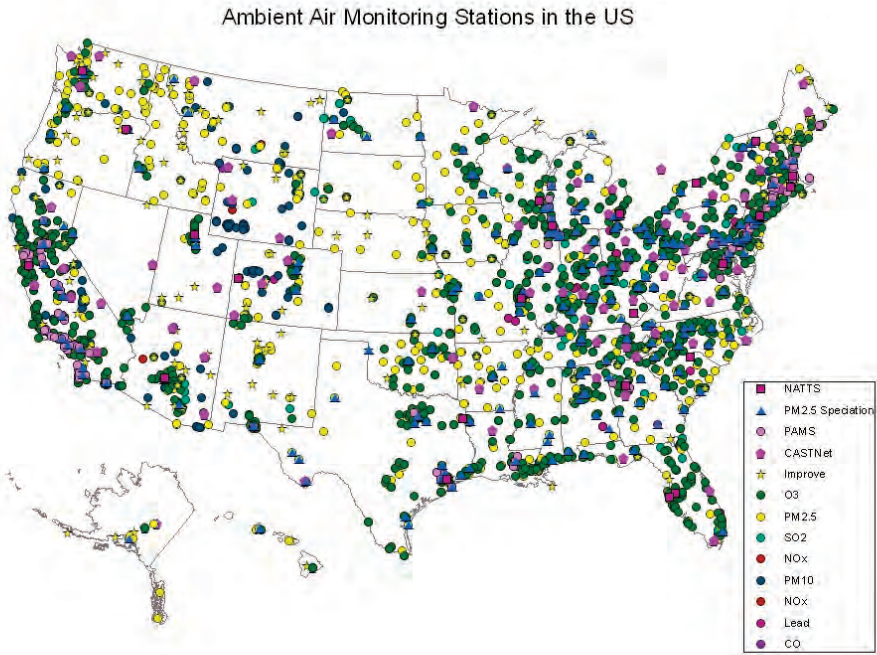 Ambient Air Monitoring Stations in the US
NATTS
PM2.5 Speciation
PAMS
CASTNet
Improve
O3
PM2.5
SO2
NOx
PM10
NOx
Lead
CO